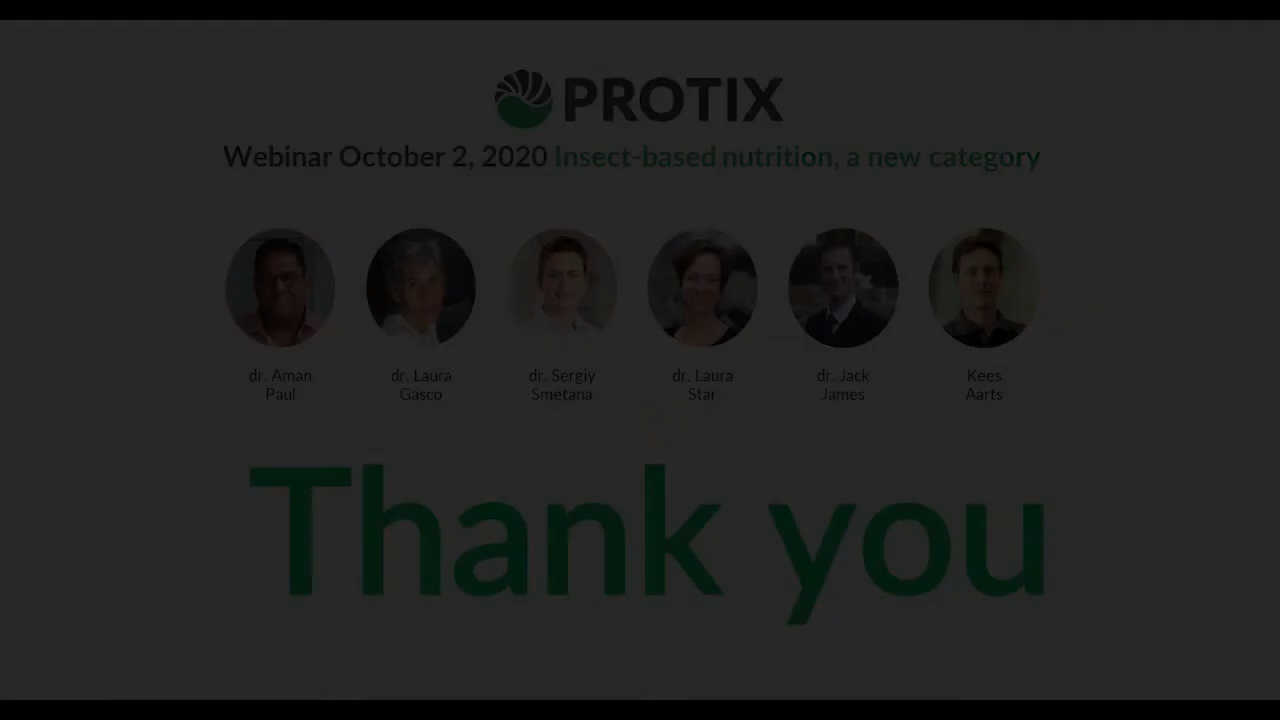 PROTIX
Webinar October 2, 2020 Insect-based nutrition, a new category
dr. Aman
Paul
dr. Laura
Gasco
dr. Sergiy
Smetana
dr. Laura
Star
dr. Jack
James
Kees
Aarts
Thank you